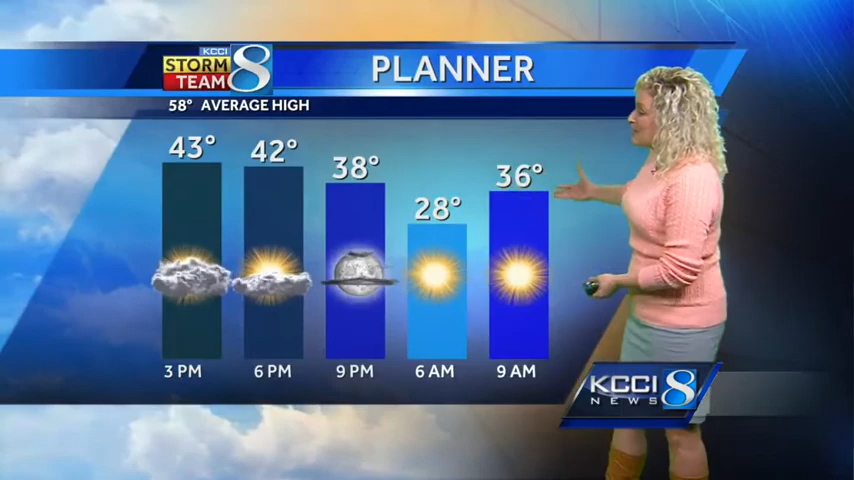 KCCI
STORM
TEAM
8
PLANNER
58° AVERAGE HIGH
43° 42° 38° 28° 36°
3 PM 6 PM 9 PM 6 AM 9 AM
KCCI 8
NEWS